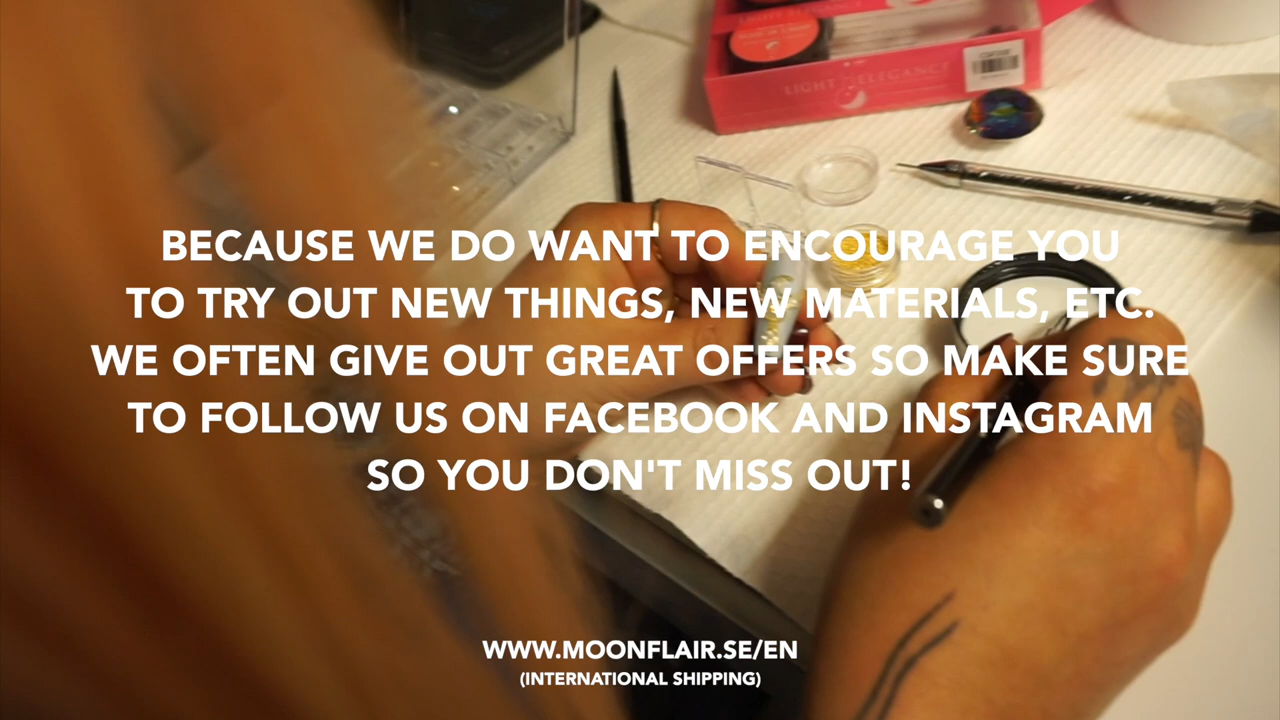 LIGHT ELEGANCE
BECAUSE WE DO WANT TO ENCOURAGE YOU
TO TRY OUT NEW THINGS, NEW MATERIALS, ETC.
WE OFTEN GIVE OUT GREAT OFFERS SO MAKE SURE
TO FOLLOW US ON FACEBOOK AND INSTAGRAM
SO YOU DON'T MISS OUT!
WWW.MOONFLAIR.SE/EN
(INTERNATIONAL SHIPPING)